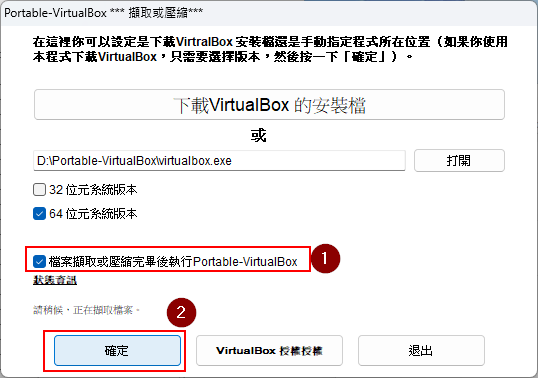 Portable-VirtualBox *** 擷取或壓縮***
在這裡你可以設定是下載VirtralBox 安裝檔還是手動指定程式所在位置（如果你使用
本程式下載VirtualBox，只需要選擇版本，然後按一下「確定」）。
下載VirtualBox 的安裝檔
或
D:\Portable-VirtualBox\virtualbox.exe
打開
32 位元系統版本
64 位元系統版本
檔案擷取或壓縮完畢後執行Portable-VirtualBox
1
狀態資訊
請稍候，正在擷取檔案。
2
確定
VirtualBox 授權授權
退出